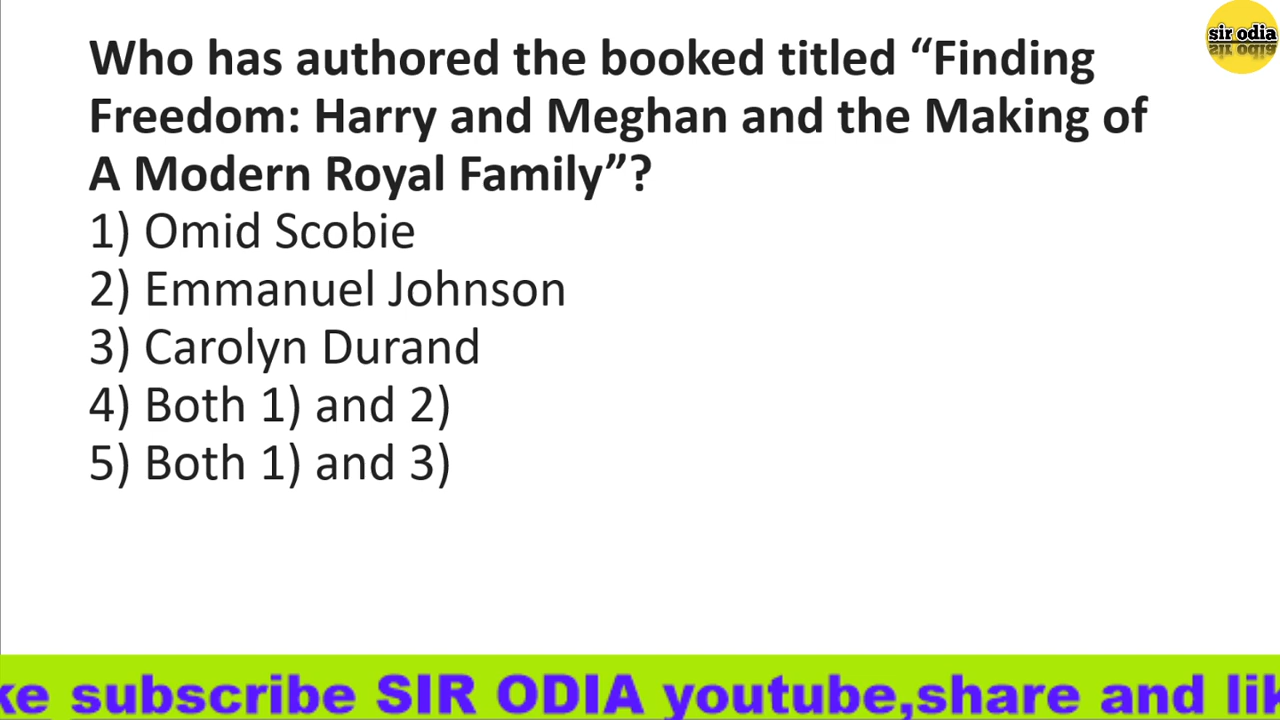 sir odia
Who has authored the booked titled “Finding
Freedom: Harry and Meghan and the Making of
A Modern Royal Family”?
1) Omid Scobie
2) Emmanuel Johnson
3) Carolyn Durand
4) Both 1) and 2)
5) Both 1) and 3)
ke subscribe SIR ODIA youtube,share and lik